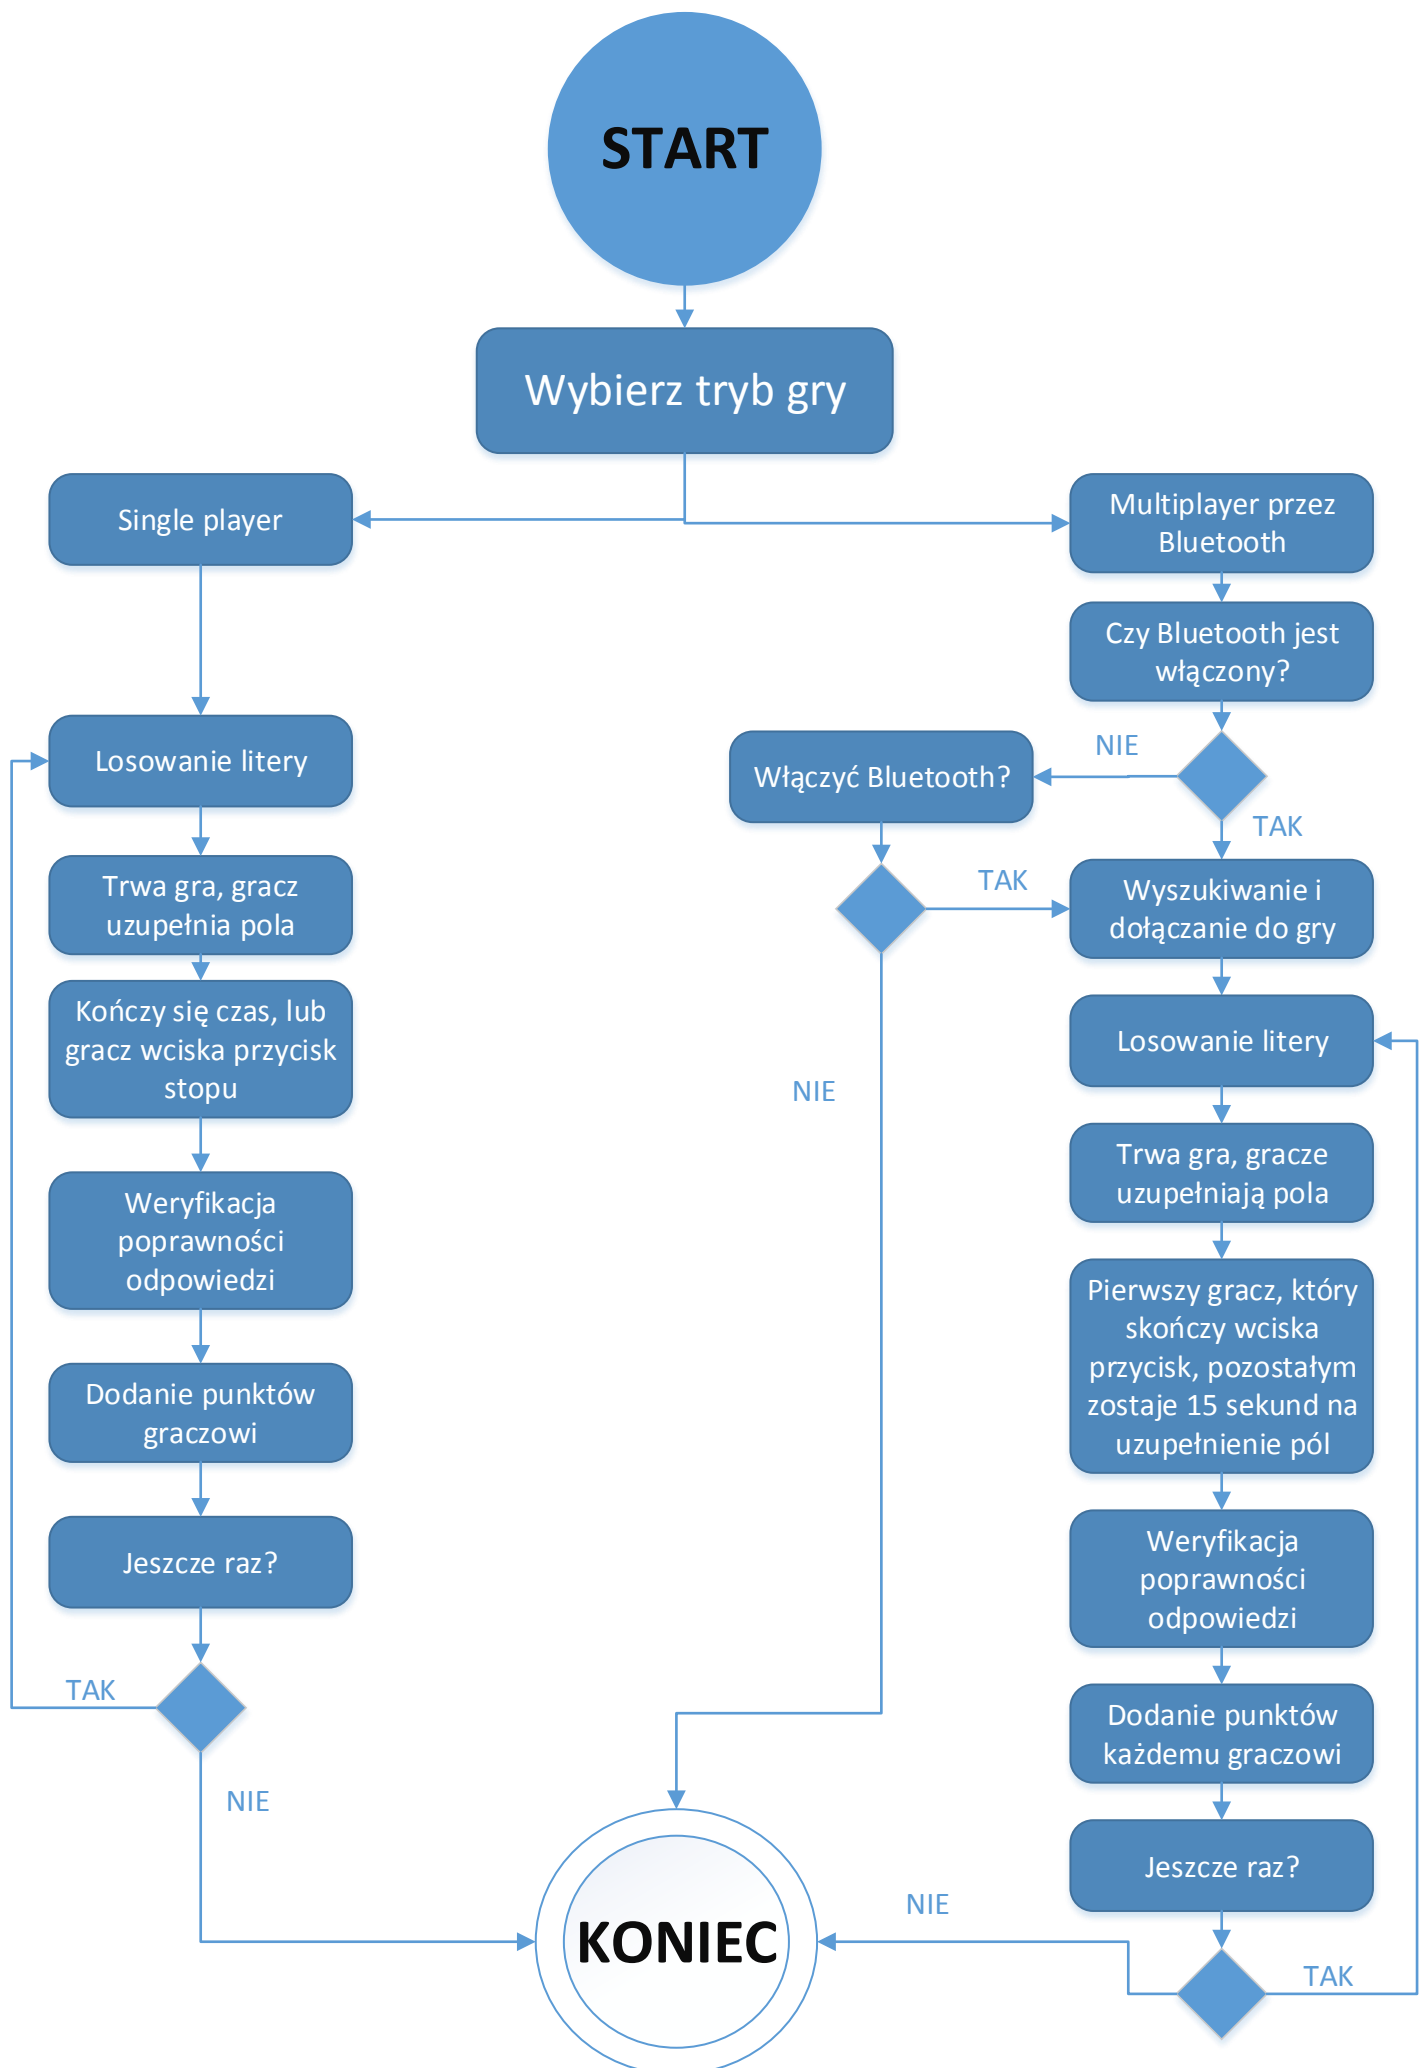 START
Wybierz tryb gry
Single player
Losowanie litery
Trwa gra, gracz
uzupełnia pola
Kończy się czas, lub
gracz wciska przycisk
stopu
Weryfikacja
poprawności
odpowiedzi
Dodanie punktów
graczowi
Jeszcze raz?
TAK
NIE
Multiplayer przez
Bluetooth
Czy Bluetooth jest
włączony?
NIE
TAK
Włączyć Bluetooth?
TAK
NIE
Wyszukiwanie i
dołączanie do gry
Losowanie litery
Trwa gra, gracze
uzupełniają pola
Pierwszy gracz, który
skończy wciska
przycisk, pozostałym
zostaje 15 sekund na
uzupełnienie pól
Weryfikacja
poprawności
odpowiedzi
Dodanie punktów
każdemu graczowi
Jeszcze raz?
NIE
TAK
KONIEC